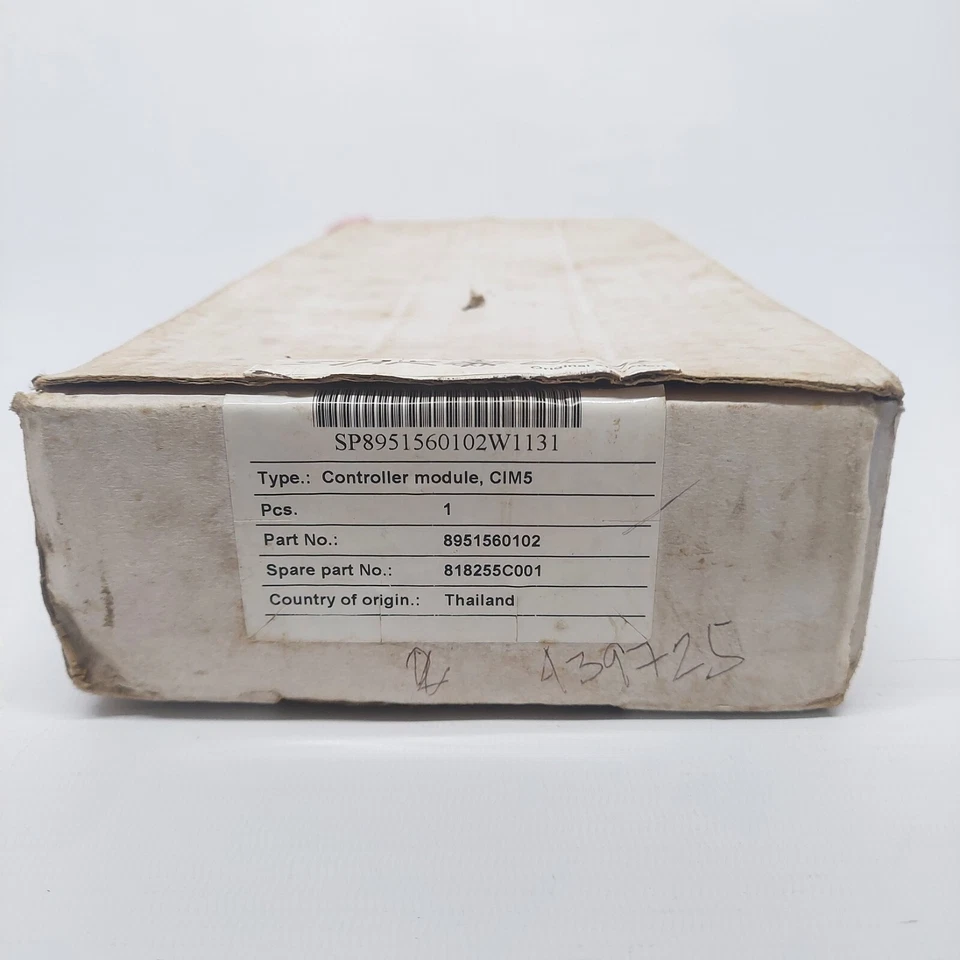 Original
SP8951560102W1131
Type.: Controller module, CIM5
Pcs. 1
Part No.: 8951560102
Spare part No.: 818255C001
Country of origin.: Thailand
439725